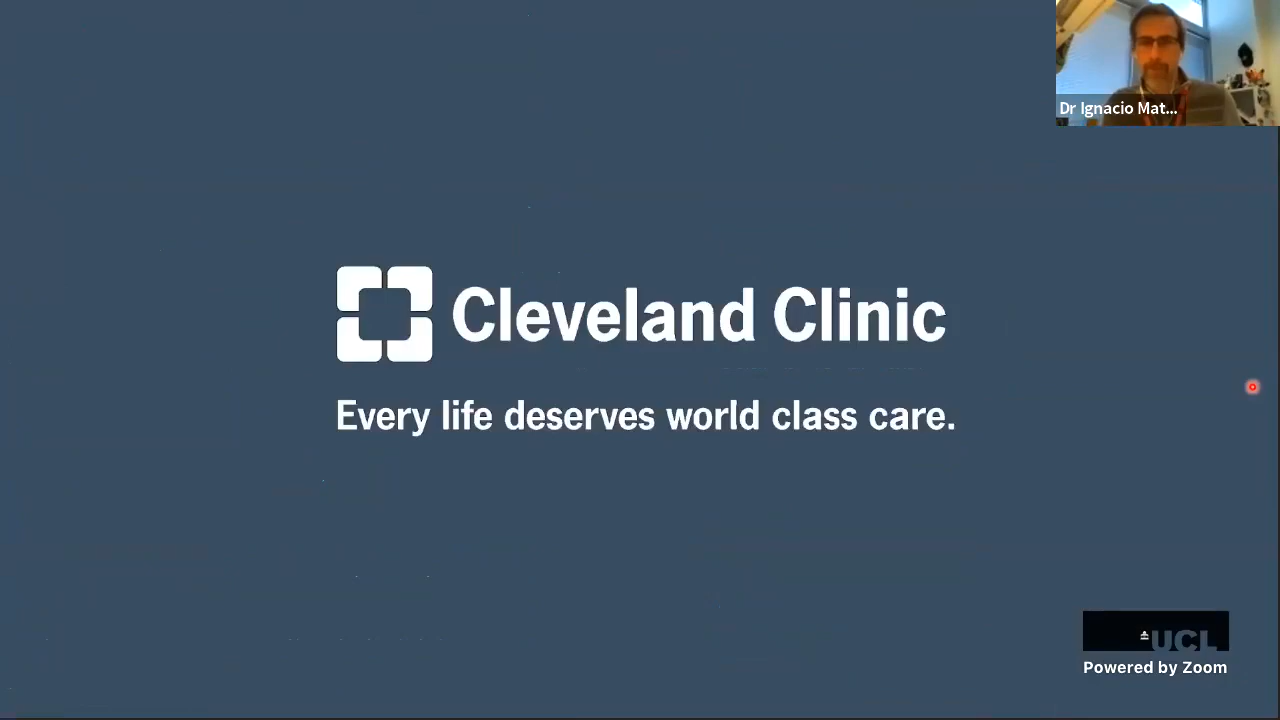 Dr Ignacio Mat...
Cleveland Clinic
Every life deserves world class care.
UCL
Powered by Zoom